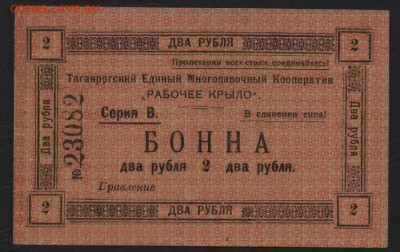 2 ДВА РУБЛЯ 2
Пролетарии всех стран, соединяйтесь!
Таганрогский Единый Многолавочный Кооператив
„РАБОЧЕЕ КРЫЛО".
Серия В. В единении сила!
БОННА
два рубля 2 два рубля.
Правление
Два рубля
№ 23082
Два рубля
2 ДВА РУБЛЯ 2